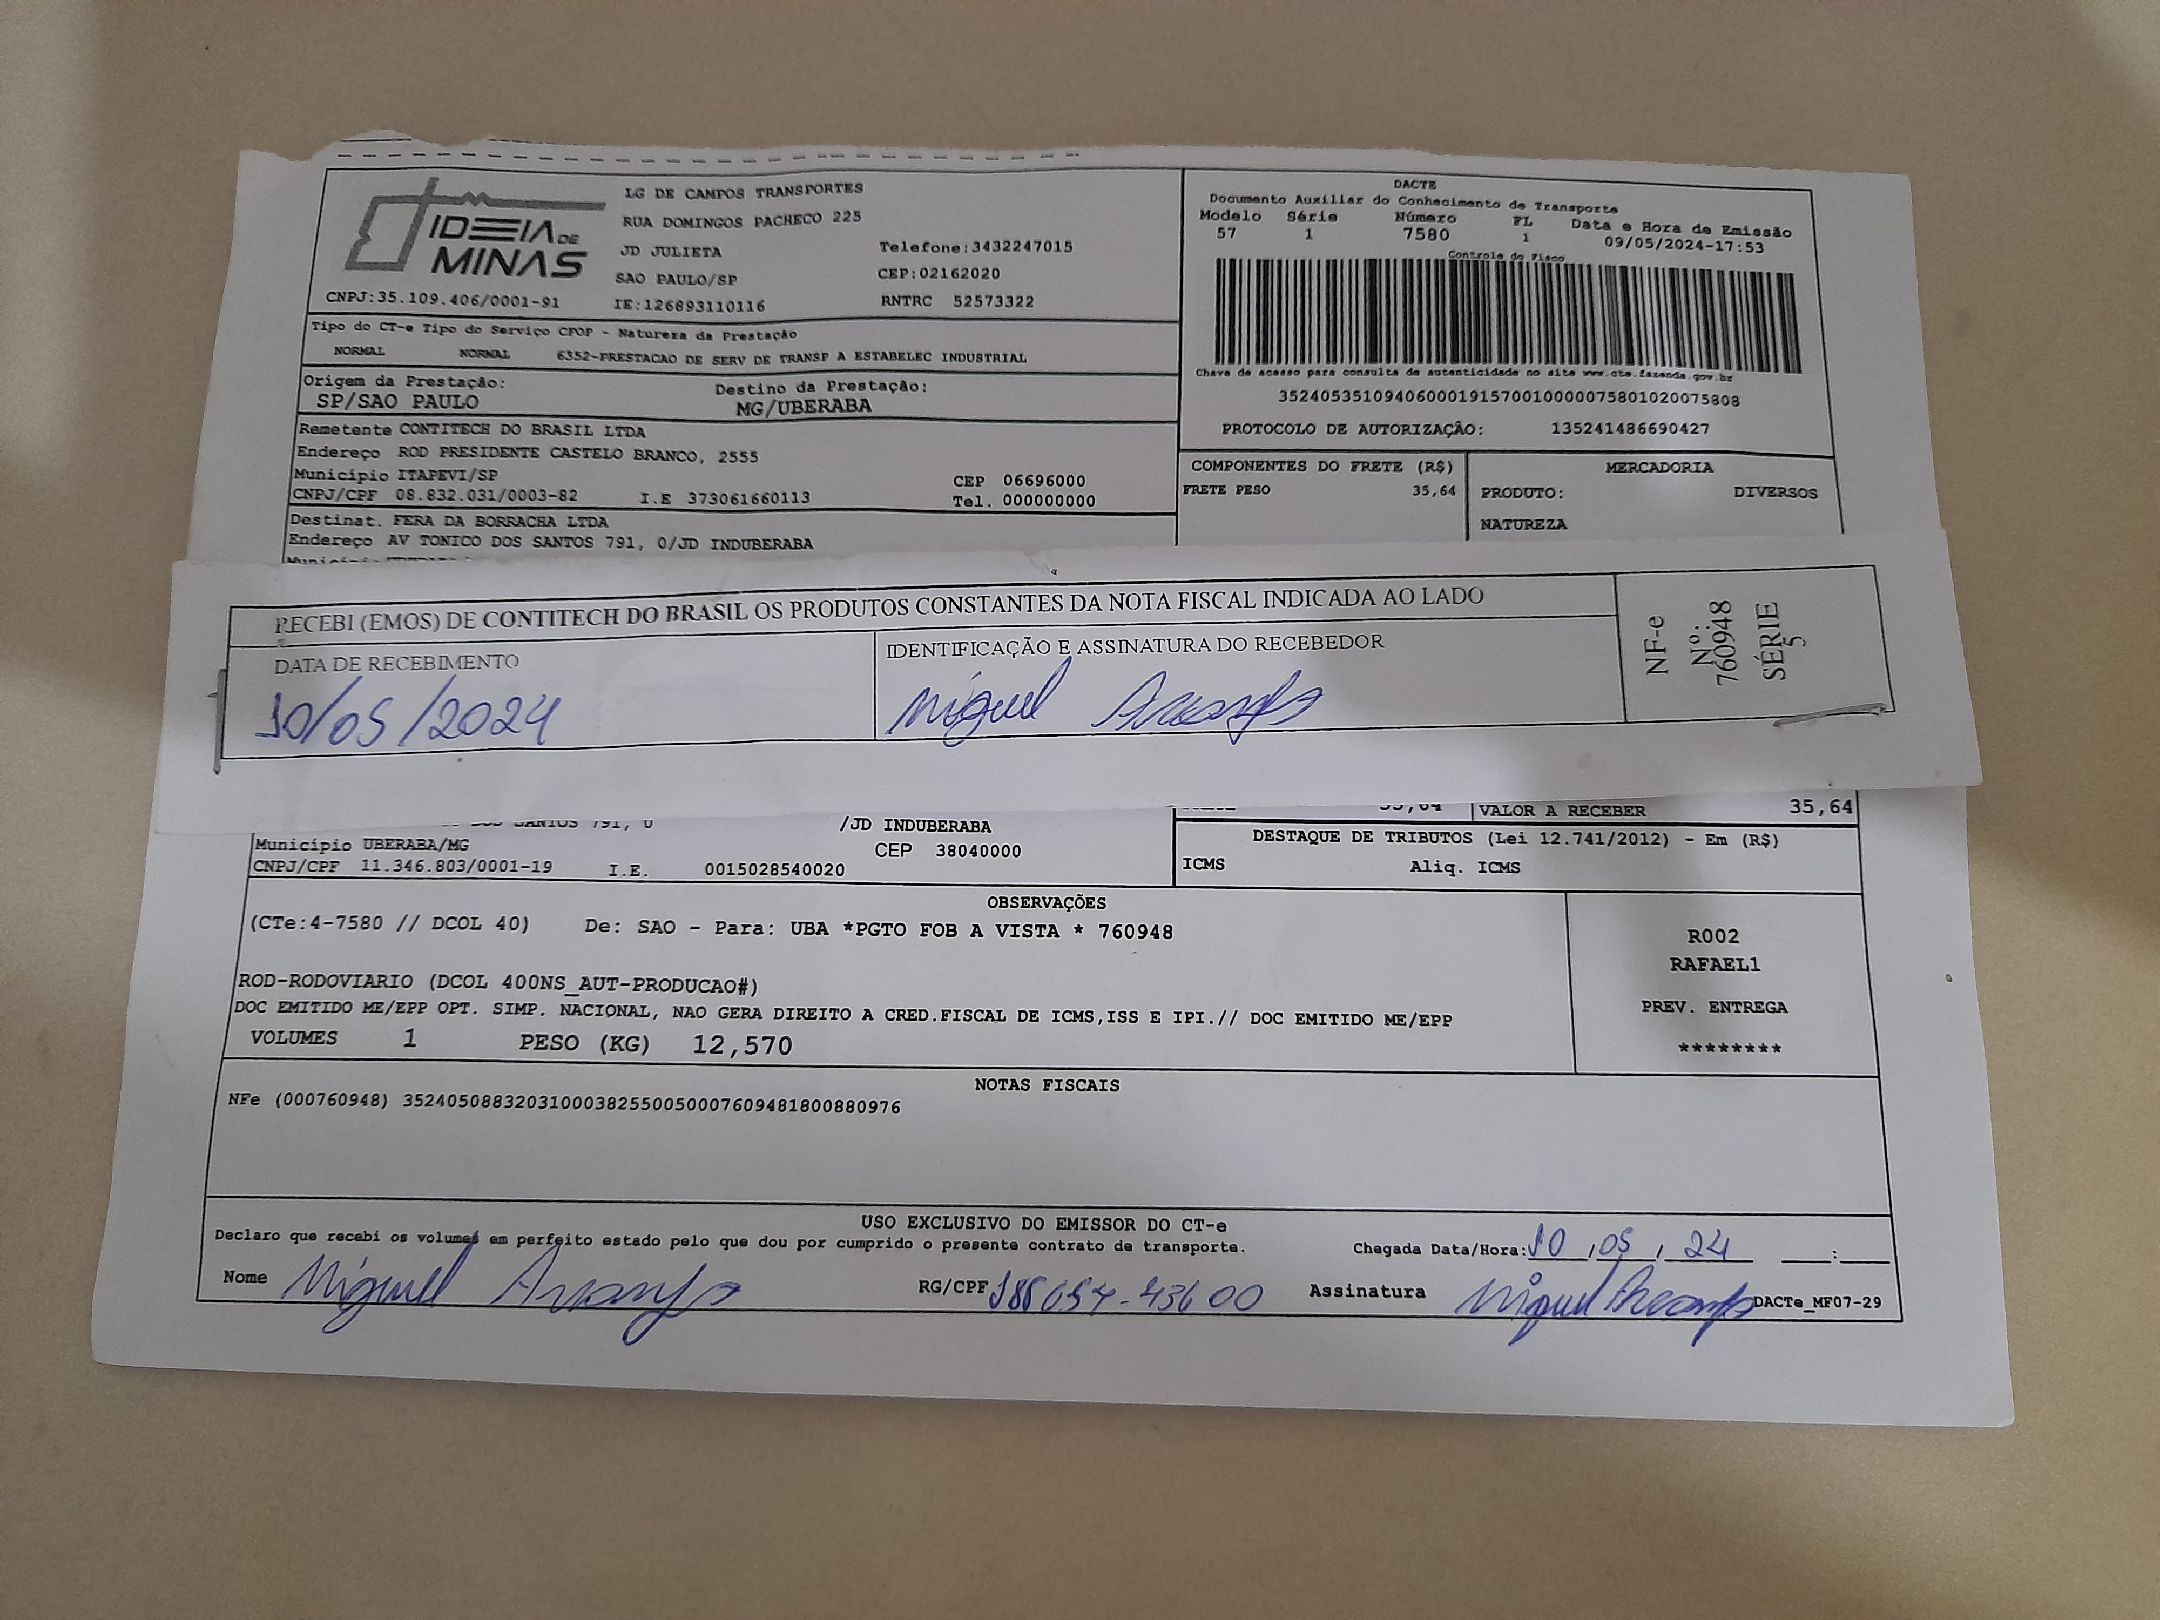 IDEIA DE MINAS
CNPJ:35.109.406/0001-91
LG DE CAMPOS TRANSPORTES
RUA DOMINGOS PACHECO 225
JD JULIETA
SAO PAULO/SP
IE:126893110116
Telefone:3432247015
CEP:02162020
RNTRC 52573322
DACTE
Documento Auxiliar do Conhecimento de Transporte
Modelo Série Número FL Data e Hora de Emissão
57 1 7580 1 09/05/2024-17:53
Controle do Fisco
Chave de acesso para consulta de autenticidade no site www.cte.fazenda.gov.br
35240535109406000191570010000075801020075808
PROTOCOLO DE AUTORIZAÇÃO: 135241486690427
Tipo do CT-e Tipo do Serviço CFOP - Natureza da Prestação
NORMAL NORMAL 6352-PRESTACAO DE SERV DE TRANSP A ESTABELEC INDUSTRIAL
Origem da Prestação: Destino da Prestação:
SP/SAO PAULO MG/UBERABA
Remetente CONTITECH DO BRASIL LTDA
Endereço ROD PRESIDENTE CASTELO BRANCO, 2555
Município ITAPEVI/SP CEP 06696000
CNPJ/CPF 08.832.031/0003-82 I.E 373061660113 Tel. 000000000
COMPONENTES DO FRETE (R$)
FRETE PESO 35,64
MERCADORIA
PRODUTO: DIVERSOS
NATUREZA
Destinat. FERA DA BORRACHA LTDA
Endereço AV TONICO DOS SANTOS 791, 0/JD INDUBERABA
RECEBI (EMOS) DE CONTITECH DO BRASIL OS PRODUTOS CONSTANTES DA NOTA FISCAL INDICADA AO LADO
DATA DE RECEBIMENTO
10/05/2024
IDENTIFICAÇÃO E ASSINATURA DO RECEBEDOR
Miguel
NF-e
Nº:
760948
SÉRIE
5
35,64 VALOR A RECEBER 35,64
DOS SANTOS 791, 0 /JD INDUBERABA
Município UBERABA/MG CEP 38040000
CNPJ/CPF 11.346.803/0001-19 I.E. 0015028540020
DESTAQUE DE TRIBUTOS (Lei 12.741/2012) - Em (R$)
ICMS Aliq. ICMS
OBSERVAÇÕES
(CTe:4-7580 // DCOL 40) De: SAO - Para: UBA *PGTO FOB A VISTA * 760948
ROD-RODOVIARIO (DCOL 400NS_AUT-PRODUCAO#)
DOC EMITIDO ME/EPP OPT. SIMP. NACIONAL, NAO GERA DIREITO A CRED.FISCAL DE ICMS,ISS E IPI.// DOC EMITIDO ME/EPP
VOLUMES 1 PESO (KG) 12,570
R002
RAFAEL1
PREV. ENTREGA
********
NOTAS FISCAIS
NFe (000760948) 35240508832031000382550050007609481800880976
USO EXCLUSIVO DO EMISSOR DO CT-e
Declaro que recebi os volumes em perfeito estado pelo que dou por cumprido o presente contrato de transporte.
Chegada Data/Hora: 10 , 05 , 24 :
Nome Miguel RG/CPF Assinatura Miguel DACTe_MF07-29